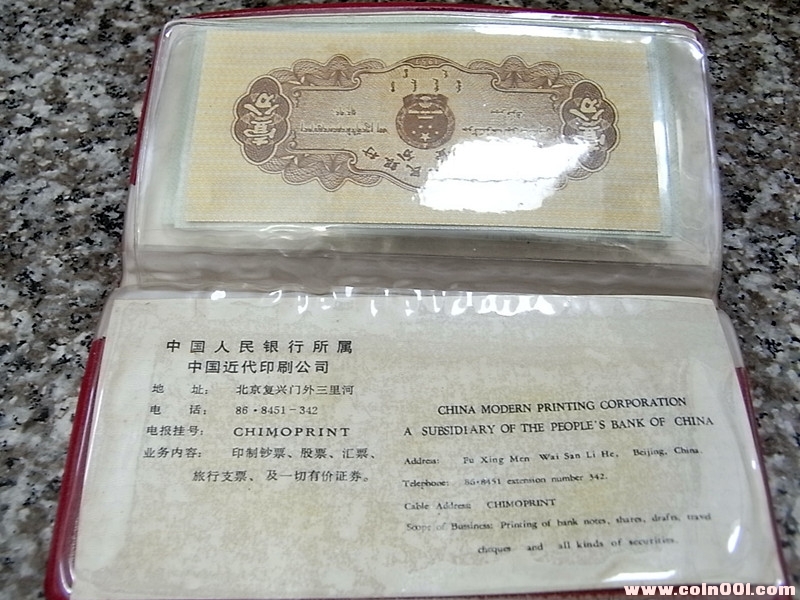 壹分
壹分
中国人民银行所属
中国近代印刷公司
地 址: 北京复兴门外三里河
电 话: 86·8451-342
电报挂号: CHIMOPRINT
业务内容: 印制钞票、股票、汇票、
旅行支票、及一切有价证券。
CHINA MODERN PRINTING CORPORATION
A SUBSIDIARY OF THE PEOPLE'S BANK OF CHINA
Address: Fu Xing Men Wai San Li He, Beijing, China.
Telephone: 86·8451 extension number 342.
Cable Address: CHIMOPRINT
Scope of Bussiness: Printing of bank notes, shares, drafts, travel
cheques and all kinds of securities.
www.coin001.com